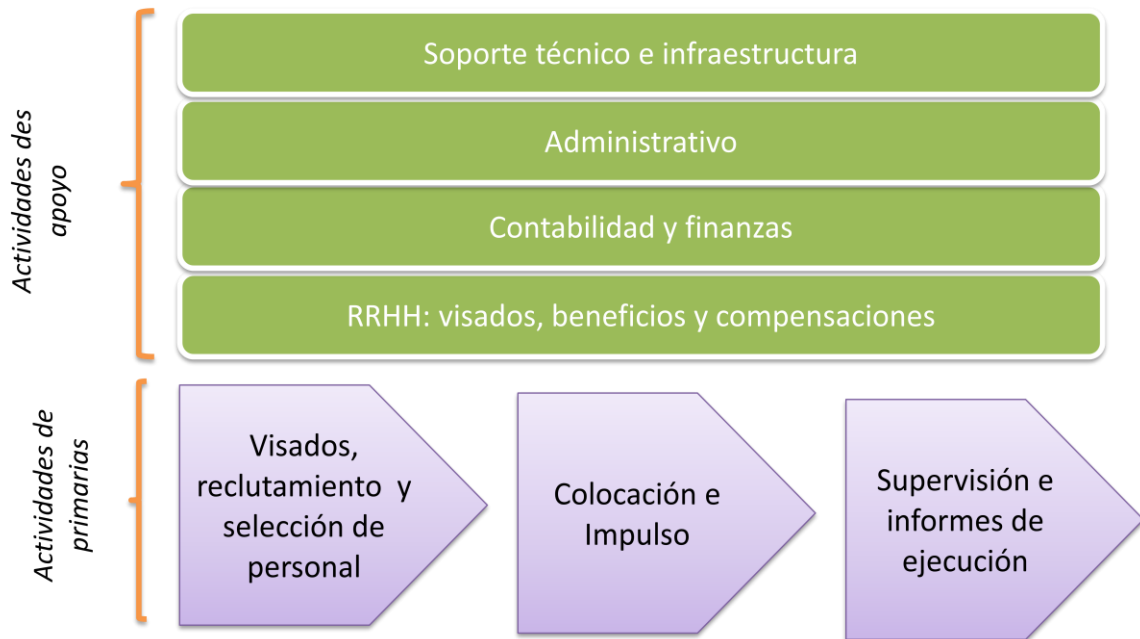 Actividades des
apoyo
Soporte técnico e infraestructura
Administrativo
Contabilidad y finanzas
RRHH: visados, beneficios y compensaciones
Actividades de
primarias
Visados,
reclutamiento y
selección de
personal
Colocación e
Impulso
Supervisión e
informes de
ejecución